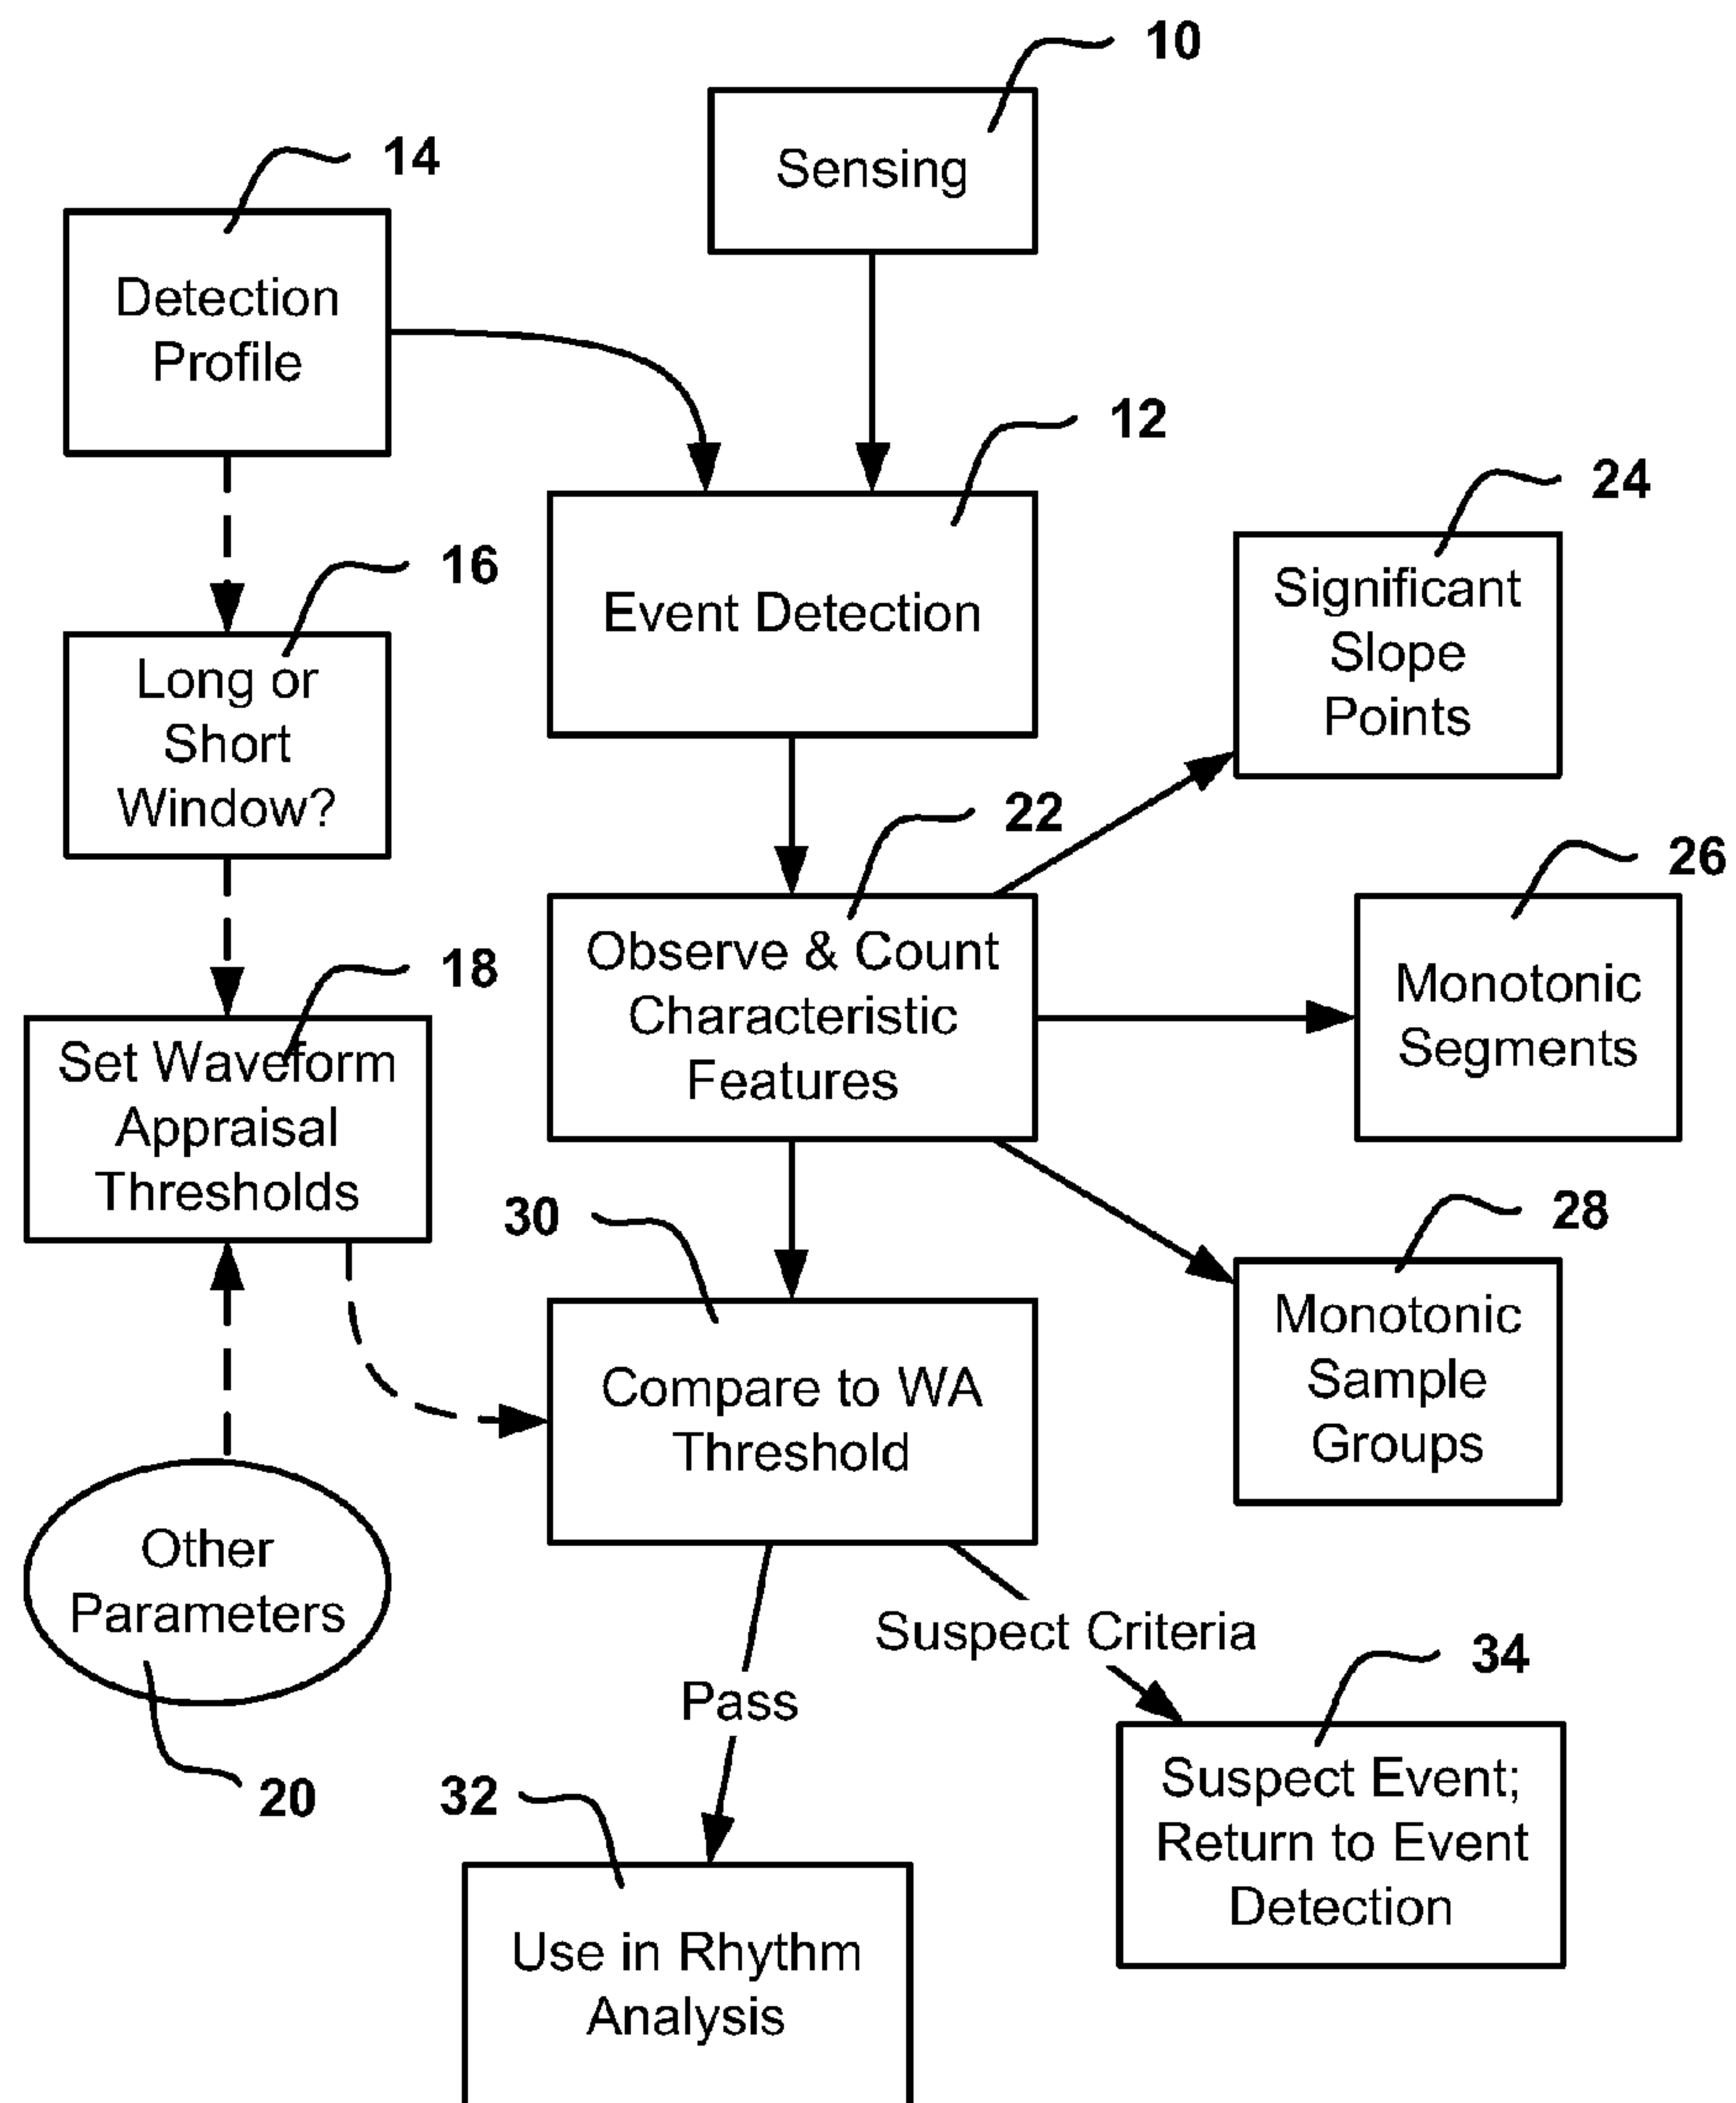 10
Sensing
14
Detection
Profile
12
Event Detection
24
Significant
Slope
Points
16
Long or
Short
Window?
22
Observe & Count
Characteristic
Features
26
Monotonic
Segments
18
Set Waveform
Appraisal
Thresholds
28
Monotonic
Sample
Groups
30
Compare to WA
Threshold
Other
Parameters
20
Suspect Criteria
Pass
34
Suspect Event;
Return to Event
Detection
32
Use in Rhythm
Analysis